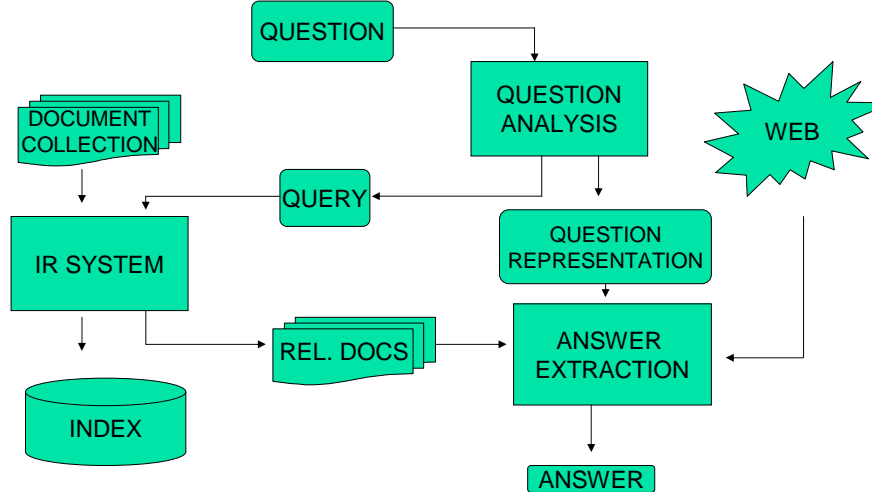 QUESTION
QUESTION
ANALYSIS
DOCUMENT
COLLECTION
WEB
QUERY
QUESTION
REPRESENTATION
IR SYSTEM
REL. DOCS
ANSWER
EXTRACTION
INDEX
ANSWER